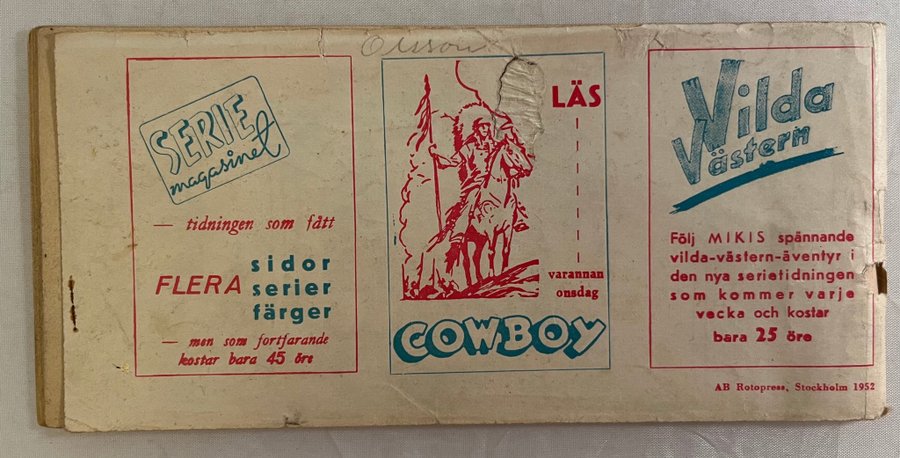 Olsson
SERIE
magasinet
— tidningen som fått
FLERA sidor
serier
färger
— men som fortfarande
kostar bara 45 öre
LÄS
varannan
onsdag
COWBOY
Vilda
Västern
Följ MIKIS spännande
vilda-västern-äventyr i
den nya serietidningen
som kommer varje
vecka och kostar
bara 25 öre
AB Rotopress, Stockholm 1952